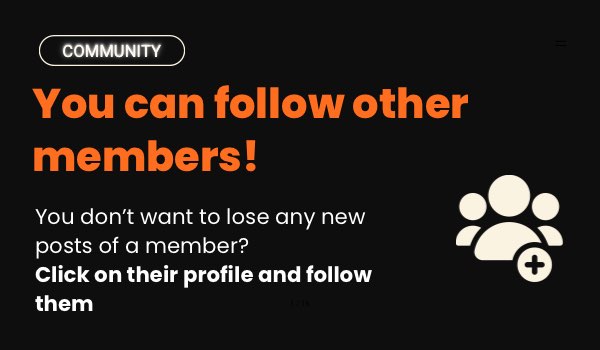 COMMUNITY
You can follow other
members!
You don’t want to lose any new
posts of a member?
Click on their profile and follow
them